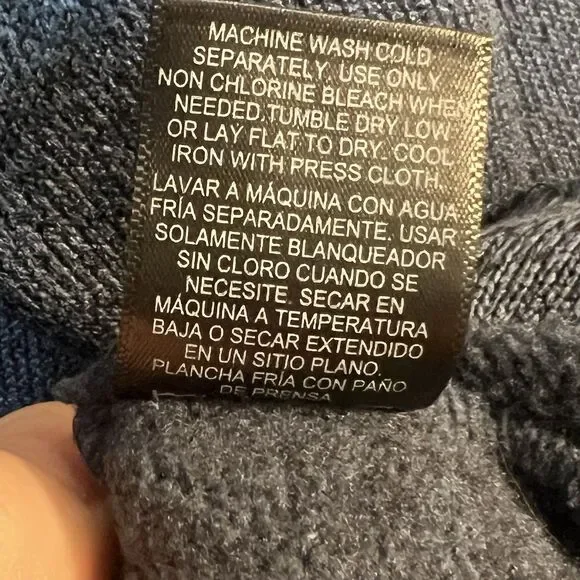 MACHINE WASH COLD
SEPARATELY. USE ONLY
NON CHLORINE BLEACH WHEN
NEEDED.TUMBLE DRY LOW
OR LAY FLAT TO DRY. COOL
IRON WITH PRESS CLOTH.
LAVAR A MÁQUINA CON AGUA
FRÍA SEPARADAMENTE. USAR
SOLAMENTE BLANQUEADOR
SIN CLORO CUANDO SE
NECESITE. SECAR EN
MÁQUINA A TEMPERATURA
BAJA O SECAR EXTENDIDO
EN UN SITIO PLANO.
PLANCHA FRÍA CON PAÑO
DE PRENSA